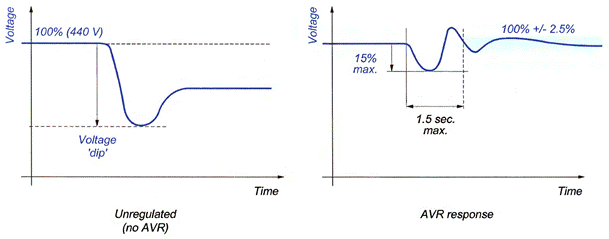 Voltage
100% (440 V)
Voltage
'dip'
Time
Unregulated
(no AVR)
Voltage
100% +/- 2.5%
15%
max.
1.5 sec.
max.
Time
AVR response